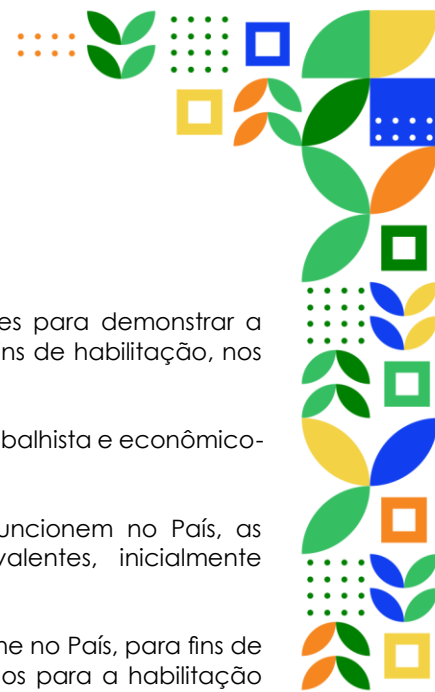 es para demonstrar a
ns de habilitação, nos
balhista e econômico-
uncionem no País, as
valentes, inicialmente
ne no País, para fins de
os para a habilitação